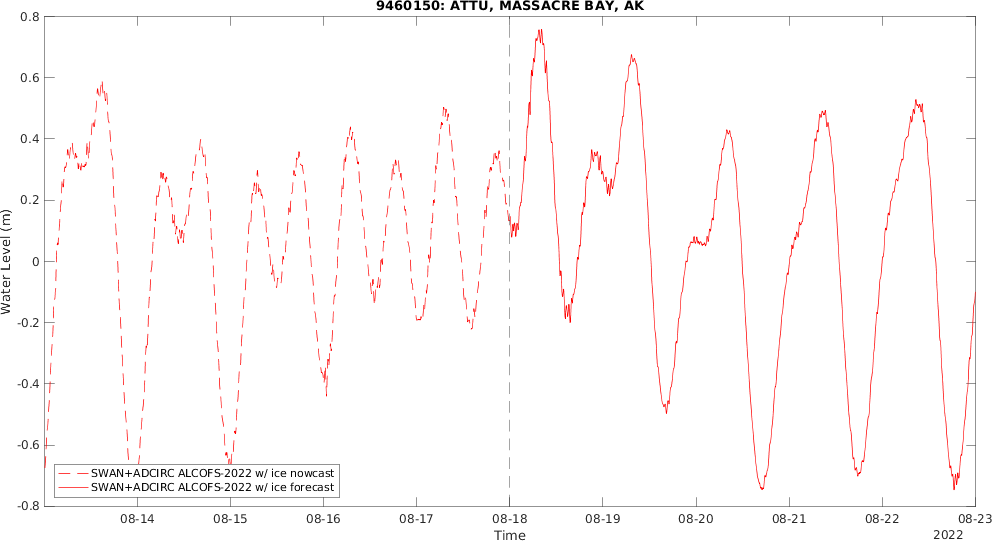 9460150: ATTU, MASSACRE BAY, AK
Water Level (m)
0.8
0.6
0.4
0.2
0
-0.2
-0.4
-0.6
-0.8
SWAN+ADCIRC ALCOFS-2022 w/ ice nowcast
SWAN+ADCIRC ALCOFS-2022 w/ ice forecast
08-14 08-15 08-16 08-17 08-18 08-19 08-20 08-21 08-22 08-23
Time
2022